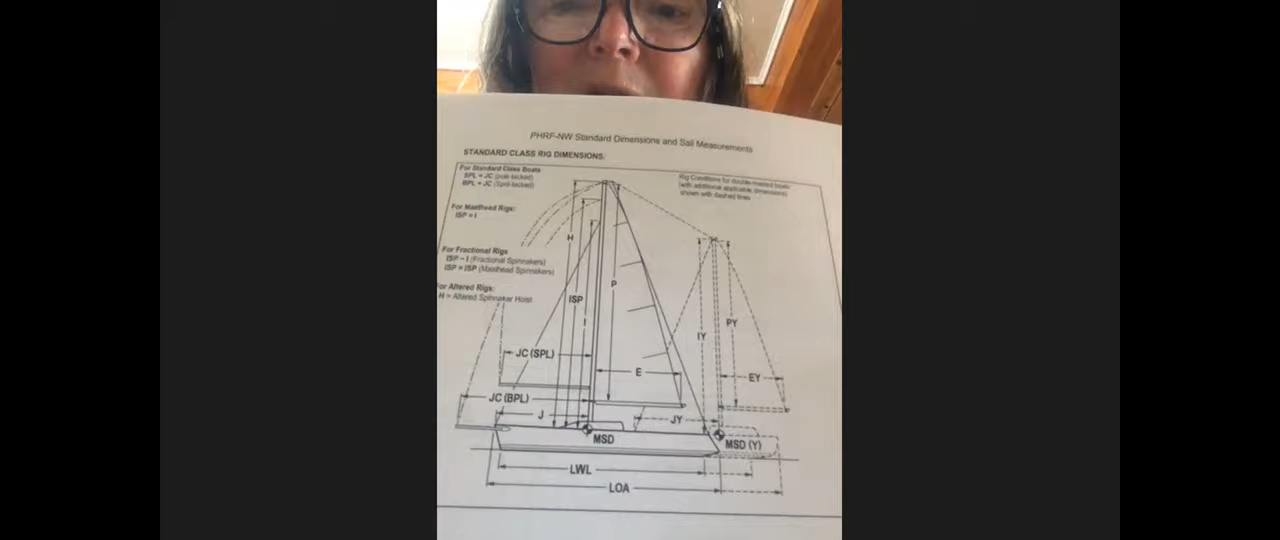 PHRF-NW Standard Dimensions and Sail Measurements
STANDARD CLASS RIG DIMENSIONS:
For Standard Class Boats
SPL = JC (pole tacked)
BPL = JC (Sprit-tacked)
For Masthead Rigs:
ISP = I
For Fractional Rigs
ISP = I (Fractional Spinnakers)
ISP = ISP (Masthead Spinnakers)
For Altered Rigs:
H = Altered Spinnaker Hoist
Rig Conditions for double-masted boats
(with additional applicable dimensions)
shown with dashed lines
H
ISP
I
P
IY
PY
JC (SPL)
E
EY
JC (BPL)
J
JY
MSD
MSD (Y)
LWL
LOA